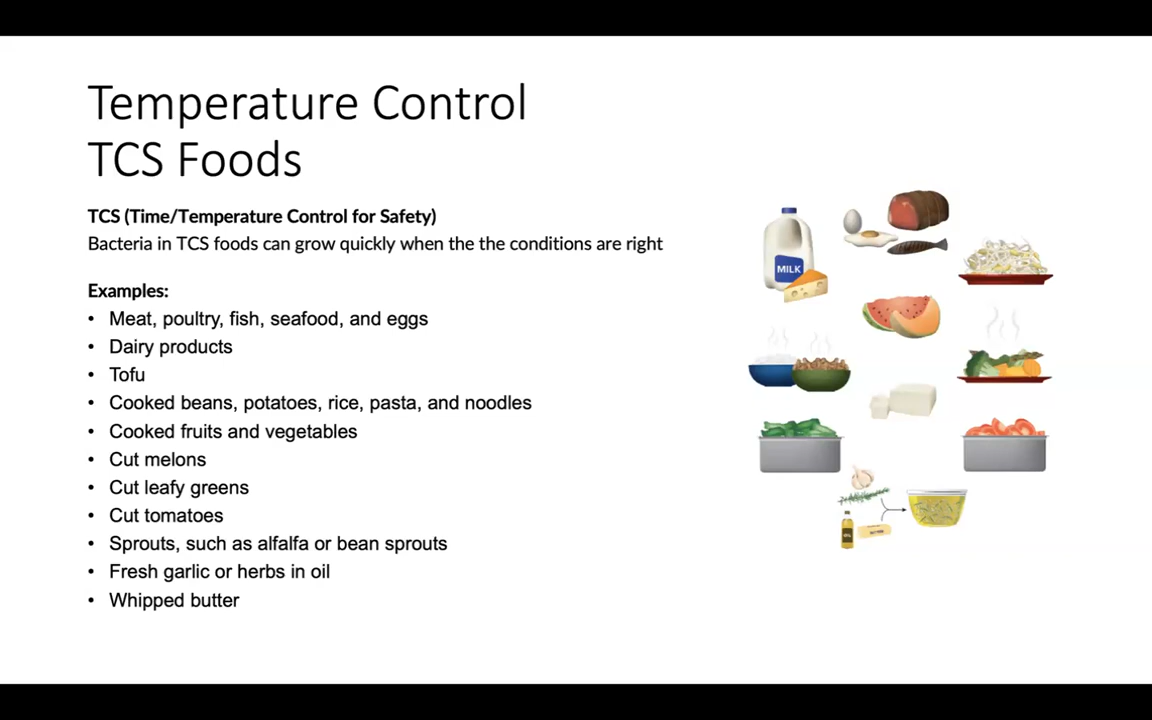 Temperature Control
TCS Foods
TCS (Time/Temperature Control for Safety)
Bacteria in TCS foods can grow quickly when the the conditions are right
Examples:
• Meat, poultry, fish, seafood, and eggs
• Dairy products
• Tofu
• Cooked beans, potatoes, rice, pasta, and noodles
• Cooked fruits and vegetables
• Cut melons
• Cut leafy greens
• Cut tomatoes
• Sprouts, such as alfalfa or bean sprouts
• Fresh garlic or herbs in oil
• Whipped butter
MILK